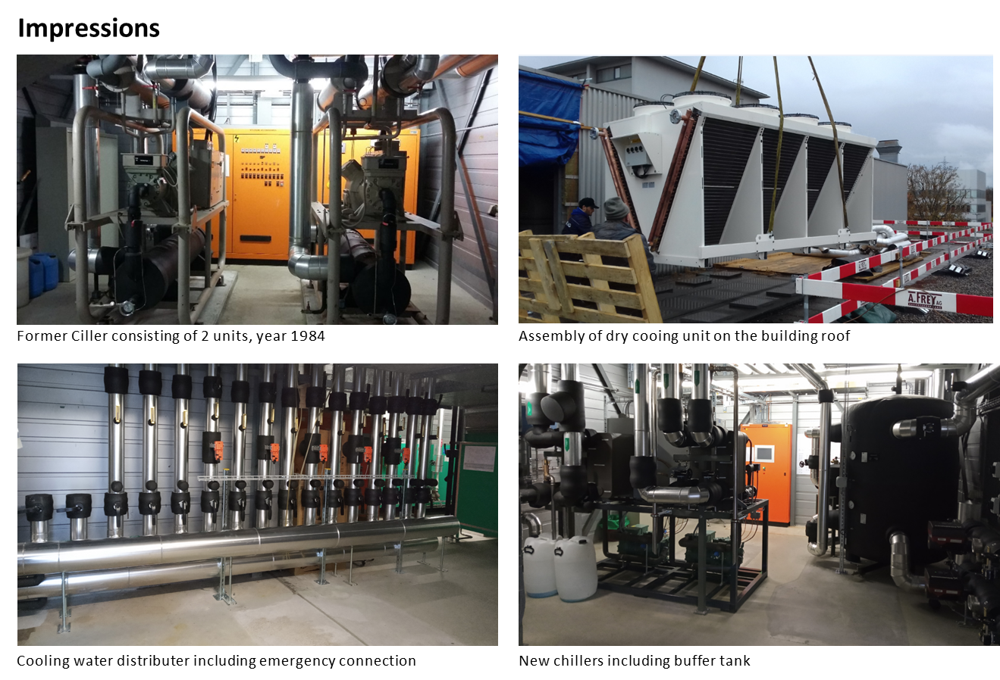 Impressions
Former Ciller consisting of 2 units, year 1984
Assembly of dry cooing unit on the building roof
A. FREY AG
Cooling water distributer including emergency connection
New chillers including buffer tank